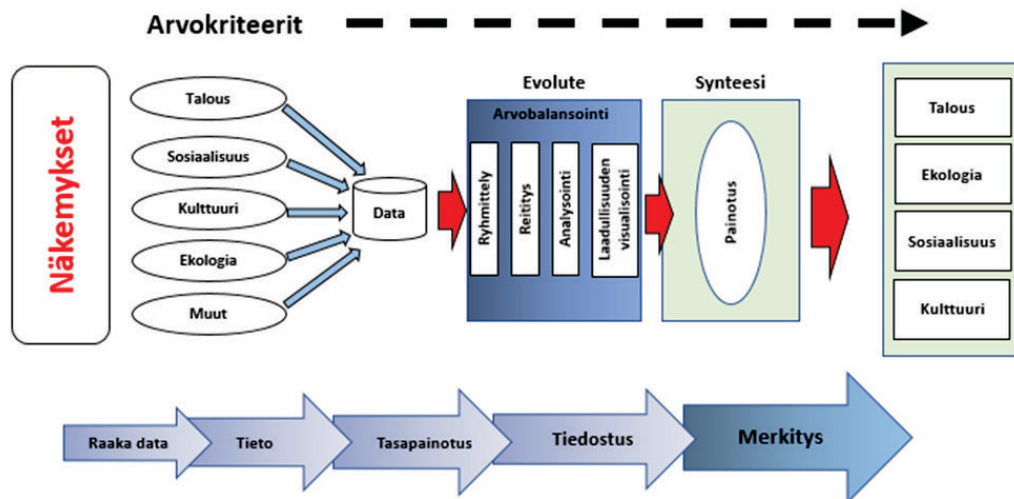 Arvokriteerit
Näkemykset
Talous
Sosiaalisuus
Kulttuuri
Ekologia
Muut
Data
Evolute
Arvobalansointi
Ryhmittely
Reititys
Analysointi
Laadullisuuden
visualisointi
Synteesi
Painotus
Talous
Ekologia
Sosiaalisuus
Kulttuuri
Raaka data
Tieto
Tasapainotus
Tiedostus
Merkitys